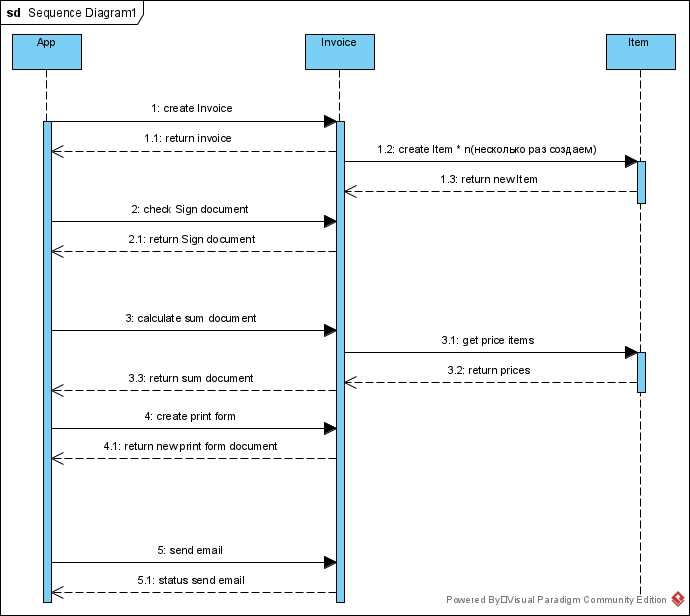 sd Sequence Diagram1
App
Invoice
Item
1: create Invoice
1.1: return invoice
1.2: create Item * n(несколько раз создаем)
1.3: return new Item
2: check Sign document
2.1: return Sign document
3: calculate sum document
3.1: get price items
3.2: return prices
3.3: return sum document
4: create print form
4.1: return new print form document
5: send email
5.1: status send email
Powered By Visual Paradigm Community Edition